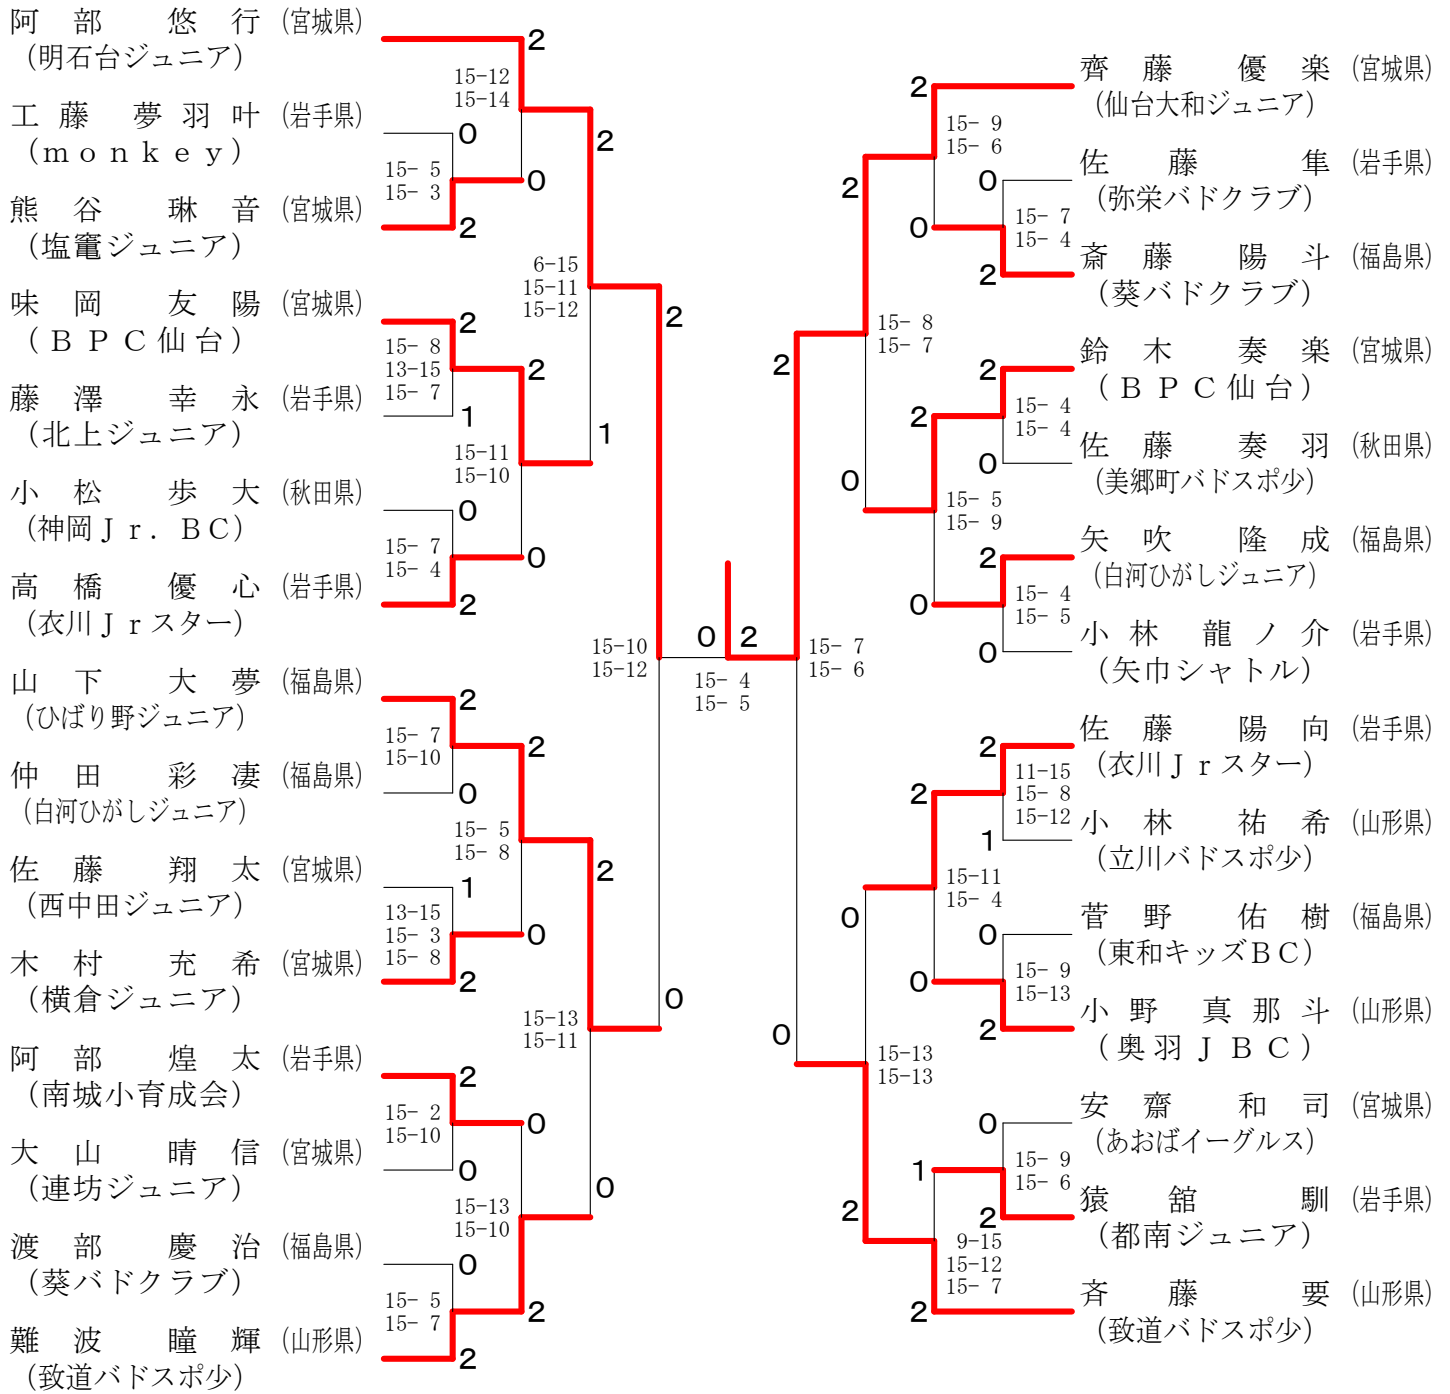 阿部 悠行 (宮城県)
(明石台ジュニア)
2
15-12
15-14
工藤 夢羽叶 (岩手県)
(monkey)
0
15- 5
15- 3
0
熊谷 琳音 (宮城県)
(塩竈ジュニア)
2
2
6-15
15-11
15-12
味岡 友陽 (宮城県)
(BPC仙台)
2
15- 8
13-15
15- 7
2
藤澤 幸永 (岩手県)
(北上ジュニア)
1
15-11
15-10
1
小松 歩大 (秋田県)
(神岡Jr. BC)
0
15- 7
15- 4
0
高橋 優心 (岩手県)
(衣川Jrスター)
2
2
15-10
15-12
山下 大夢 (福島県)
(ひばり野ジュニア)
2
15- 7
15-10
2
仲田 彩凄 (福島県)
(白河ひがしジュニア)
0
15- 5
15- 8
2
佐藤 翔太 (宮城県)
(西中田ジュニア)
1
13-15
15- 3
15- 8
0
木村 充希 (宮城県)
(横倉ジュニア)
2
15-13
15-11
0
阿部 煌太 (岩手県)
(南城小育成会)
2
15- 2
15-10
0
大山 晴信 (宮城県)
(連坊ジュニア)
0
15-13
15-10
0
渡部 慶治 (福島県)
(葵バドクラブ)
0
15- 5
15- 7
2
難波 瞳輝 (山形県)
(致道バドスポ少)
2
0 2
15- 4
15- 5
齊藤 優楽 (宮城県)
(仙台大和ジュニア)
2
15- 9
15- 6
佐藤 隼 (岩手県)
(弥栄バドクラブ)
0
15- 7
15- 4
0
斎藤 陽斗 (福島県)
(葵バドクラブ)
2
2
15- 8
15- 7
鈴木 奏楽 (宮城県)
(BPC仙台)
2
15- 4
15- 4
2
佐藤 奏羽 (秋田県)
(美郷町バドスポ少)
0
0
15- 5
15- 9
矢吹 隆成 (福島県)
(白河ひがしジュニア)
2
15- 4
15- 5
0
小林 龍ノ介 (岩手県)
(矢巾シャトル)
0
2
15- 7
15- 6
佐藤 陽向 (岩手県)
(衣川Jrスター)
2
11-15
15- 8
15-12
2
小林 祐希 (山形県)
(立川バドスポ少)
1
15-11
15- 4
0
菅野 佑樹 (福島県)
(東和キッズBC)
0
15- 9
15-13
0
小野 真那斗 (山形県)
(奥羽JBC)
2
0
15-13
15-13
安齋 和司 (宮城県)
(あおばイーグルス)
0
15- 9
15- 6
1
猿舘 馴 (岩手県)
(都南ジュニア)
2
2
9-15
15-12
15- 7
斉藤 要 (山形県)
(致道バドスポ少)
2